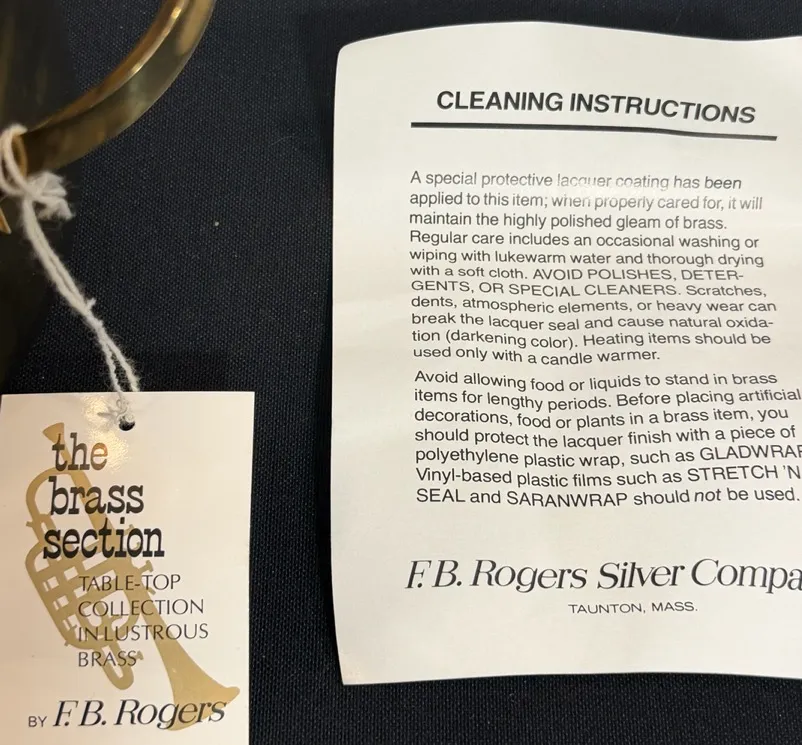 CLEANING INSTRUCTIONS
A special protective lacquer coating has been
applied to this item; when properly cared for, it will
maintain the highly polished gleam of brass.
Regular care includes an occasional washing or
wiping with lukewarm water and thorough drying
with a soft cloth. AVOID POLISHES, DETER-
GENTS, OR SPECIAL CLEANERS. Scratches,
dents, atmospheric elements, or heavy wear can
break the lacquer seal and cause natural oxida-
tion (darkening color). Heating items should be
used only with a candle warmer.
Avoid allowing food or liquids to stand in brass
items for lengthy periods. Before placing artificial
decorations, food or plants in a brass item, you
should protect the lacquer finish with a piece of
polyethylene plastic wrap, such as GLADWRAP
Vinyl-based plastic films such as STRETCH 'N
SEAL and SARANWRAP should not be used.
F.B. Rogers Silver Compa
TAUNTON, MASS.
the
brass
section
TABLE-TOP
COLLECTION
IN LUSTROUS
BRASS
BY F.B. Rogers